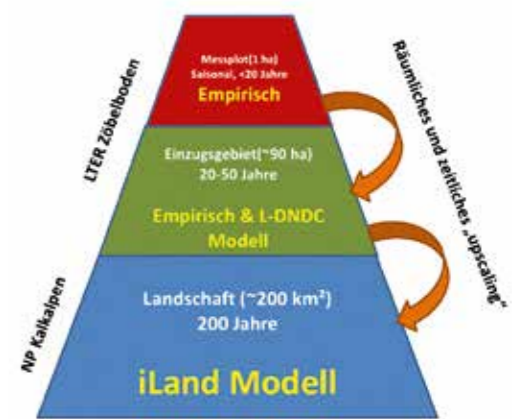 Messplot(1 ha)
Saisonal, <20 Jahre
Empirisch
Einzugsgebiet(~90 ha)
20-50 Jahre
Empirisch & L-DNDC
Modell
Landschaft (~200 km²)
200 Jahre
iLand Modell
LTER Zöbelboden
NP Kalkalpen
Räumliches und zeitliches „upscaling“